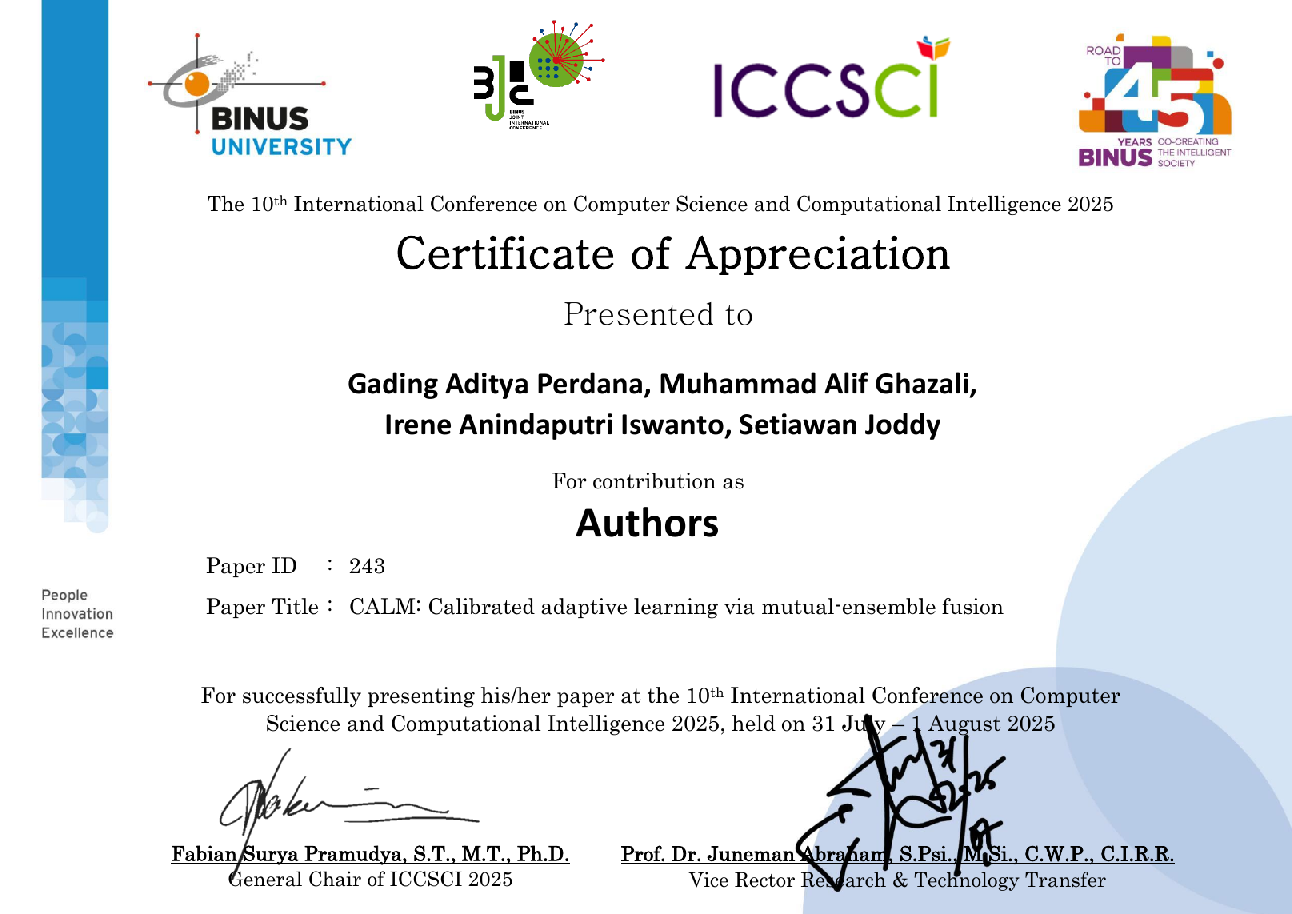 BINUS
UNIVERSITY
BJIC
BINUS
JOINT
INTERNATIONAL
CONFERENCE
ICCSCI
ROAD
TO
45
YEARS
BINUS
CO-CREATING
THE INTELLIGENT
SOCIETY
The 10th International Conference on Computer Science and Computational Intelligence 2025
Certificate of Appreciation
Presented to
Gading Aditya Perdana, Muhammad Alif Ghazali,
Irene Anindaputri Iswanto, Setiawan Joddy
For contribution as
Authors
Paper ID : 243
Paper Title : CALM: Calibrated adaptive learning via mutual-ensemble fusion
People
Innovation
Excellence
For successfully presenting his/her paper at the 10th International Conference on Computer
Science and Computational Intelligence 2025, held on 31 July – 1 August 2025
Fabian Surya Pramudya, S.T., M.T., Ph.D.
General Chair of ICCSCI 2025
Prof. Dr. Juneman Abraham, S.Psi., M.Si., C.W.P., C.I.R.R.
Vice Rector Research & Technology Transfer